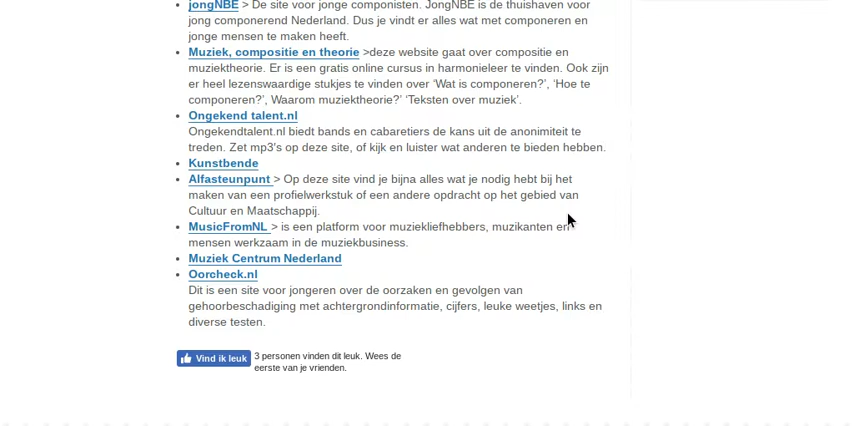 jongNBE > De site voor jonge componisten. JongNBE is de thuishaven voor
jong componerend Nederland. Dus je vindt er alles wat met componeren en
jonge mensen te maken heeft.
Muziek, compositie en theorie >deze website gaat over compositie en
muziektheorie. Er is een gratis online cursus in harmonieleer te vinden. Ook zijn
er heel lezenswaardige stukjes te vinden over ‘Wat is componeren?’, ‘Hoe te
componeren?’, Waarom muziektheorie?’ ‘Teksten over muziek’.
Ongekend talent.nl
Ongekendtalent.nl biedt bands en cabaretiers de kans uit de anonimiteit te
treden. Zet mp3's op deze site, of kijk en luister wat anderen te bieden hebben.
Kunstbende
Alfasteunpunt > Op deze site vind je bijna alles wat je nodig hebt bij het
maken van een profielwerkstuk of een andere opdracht op het gebied van
Cultuur en Maatschappij.
MusicFromNL > is een platform voor muziekliefhebbers, muzikanten en
mensen werkzaam in de muziekbusiness.
Muziek Centrum Nederland
Oorcheck.nl
Dit is een site voor jongeren over de oorzaken en gevolgen van
gehoorbeschadiging met achtergrondinformatie, cijfers, leuke weetjes, links en
diverse testen.
Vind ik leuk 3 personen vinden dit leuk. Wees de
eerste van je vrienden.